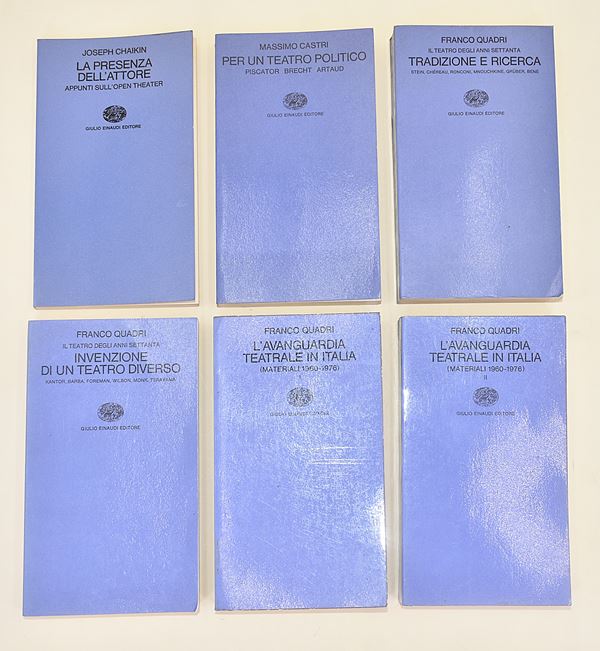 JOSEPH CHAIKIN
LA PRESENZA
DELL'ATTORE
APPUNTI SULL'OPEN THEATER
GIULIO EINAUDI EDITORE
MASSIMO CASTRI
PER UN TEATRO POLITICO
PISCATOR BRECHT ARTAUD
GIULIO EINAUDI EDITORE
FRANCO QUADRI
IL TEATRO DEGLI ANNI SETTANTA
TRADIZIONE E RICERCA
STEIN, CHÉREAU, RONCONI, MNOUCHKINE, GRÜBER, BENE
GIULIO EINAUDI EDITORE
FRANCO QUADRI
IL TEATRO DEGLI ANNI SETTANTA
INVENZIONE
DI UN TEATRO DIVERSO
KANTOR, BARBA, FOREMAN, WILSON, MONK, TERAYAMA
GIULIO EINAUDI EDITORE
FRANCO QUADRI
L'AVANGUARDIA
TEATRALE IN ITALIA
(MATERIALI 1960-1976)
GIULIO EINAUDI EDITORE
FRANCO QUADRI
L'AVANGUARDIA
TEATRALE IN ITALIA
(MATERIALI 1960-1976)
II
GIULIO EINAUDI EDITORE